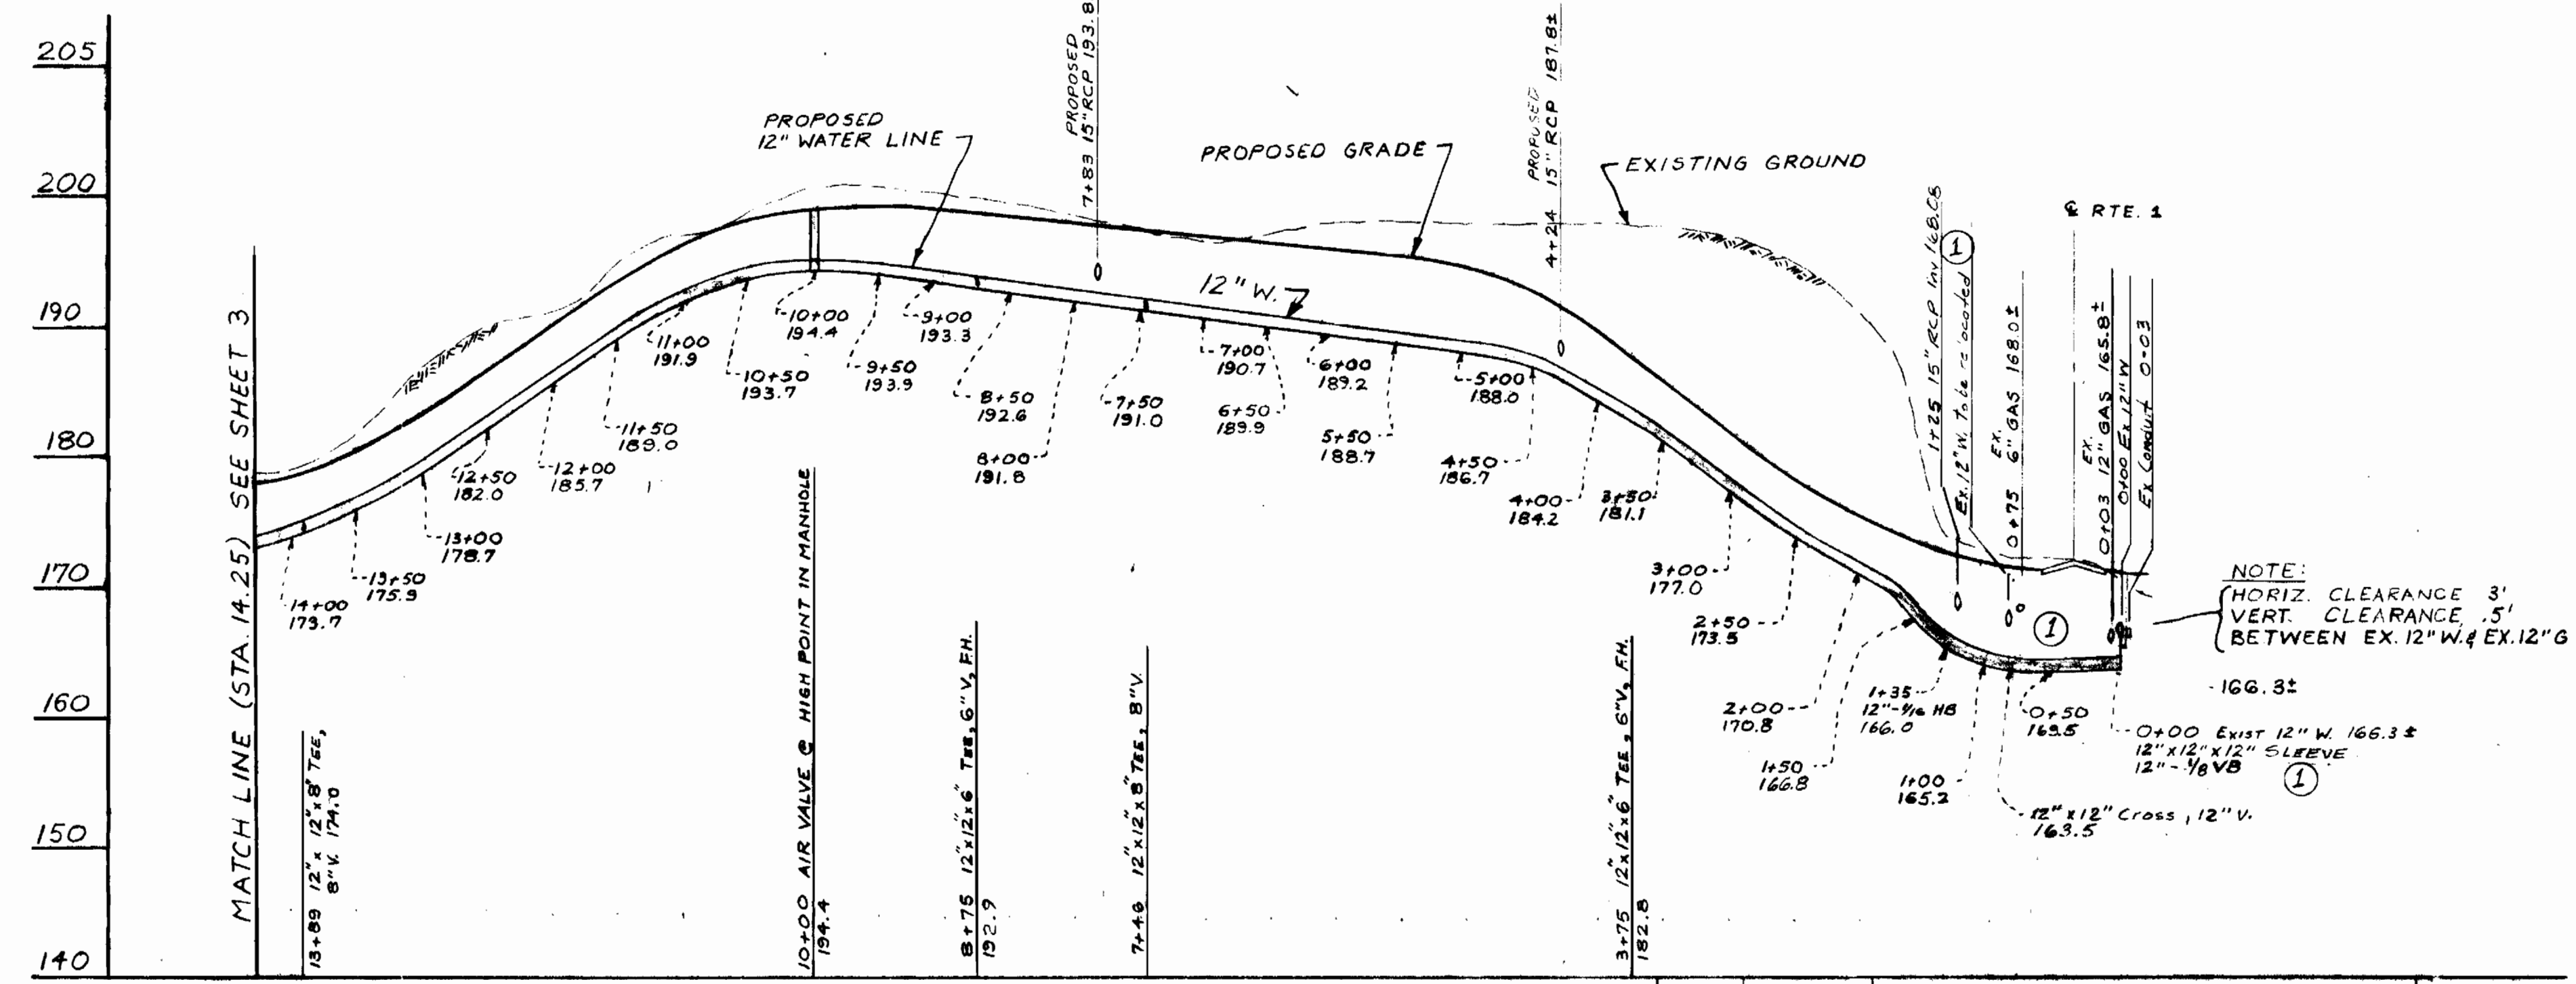 205
200
190
180
170
160
150
140
MATCH LINE (STA. 14.25) SEE SHEET 3
PROPOSED
12" WATER LINE
PROPOSED
7+83 15" RCP 193.8
PROPOSED GRADE
PROPOSED
4+24 15" RCP 187.8±
EXISTING GROUND
12" W.
1+25 15" RCP inv 168.08
1
Ex. 12" W. To be relocated
EX.
0+75 6" GAS 168.0±
℄ RTE. 1
EX.
0+03 12" GAS 165.8±
0+00 Ex 12" W
Ex Conduit 0-03
NOTE:
HORIZ. CLEARANCE 3'
VERT. CLEARANCE .5'
BETWEEN EX. 12" W. & EX. 12" G
166.3±
14+00
173.7
13+50
175.9
13+00
178.7
12+50
182.0
12+00
185.7
11+50
189.0
11+00
191.9
10+50
193.7
10+00
194.4
9+50
193.9
9+00
193.3
8+50
192.6
8+00
191.8
7+50
191.0
7+00
190.7
6+50
189.9
6+00
189.2
5+50
188.7
5+00
188.0
4+50
186.7
4+00
184.2
3+50
181.1
3+00
177.0
2+50
173.5
2+00
170.8
1+50
166.8
1+35
12"-1/16 HB
166.0
1+00
165.2
0+50
163.5
1
0+00 EXIST 12" W. 166.3±
12"x12"x12" SLEEVE
12"-1/8 VB
1
12" x 12" Cross, 12" V.
163.5
13+89 12" x 12" x 8" TEE,
8" V. 174.0
10+00 AIR VALVE @ HIGH POINT IN MANHOLE
194.4
8+75 12"x12"x6" TEE, 6" V, F.H.
192.9
7+46 12"x12"x8" TEE, 8" V.
3+75 12"x12"x6" TEE, 6" V, F.H.
182.8